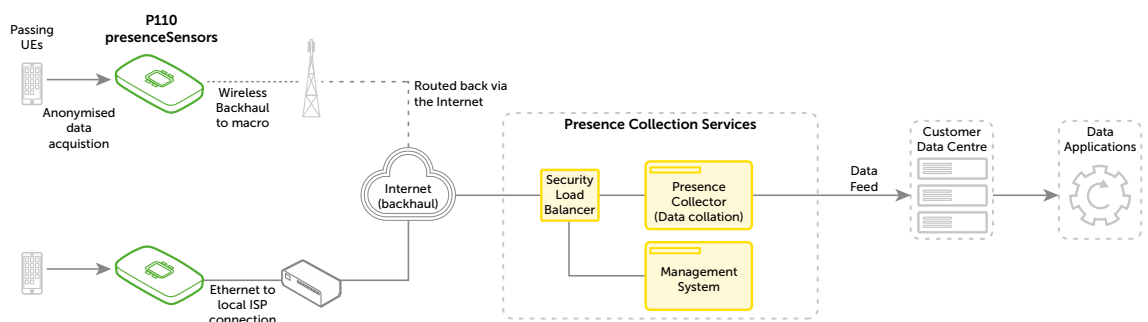 P110
presenceSensors
Passing
UEs
Anonymised
data
acquistion
Wireless
Backhaul
to macro
Routed back via
the Internet
Internet
(backhaul)
Ethernet to
local ISP
connection
Presence Collection Services
Security
Load
Balancer
Presence
Collector
(Data collation)
Management
System
Data
Feed
Customer
Data Centre
Data
Applications